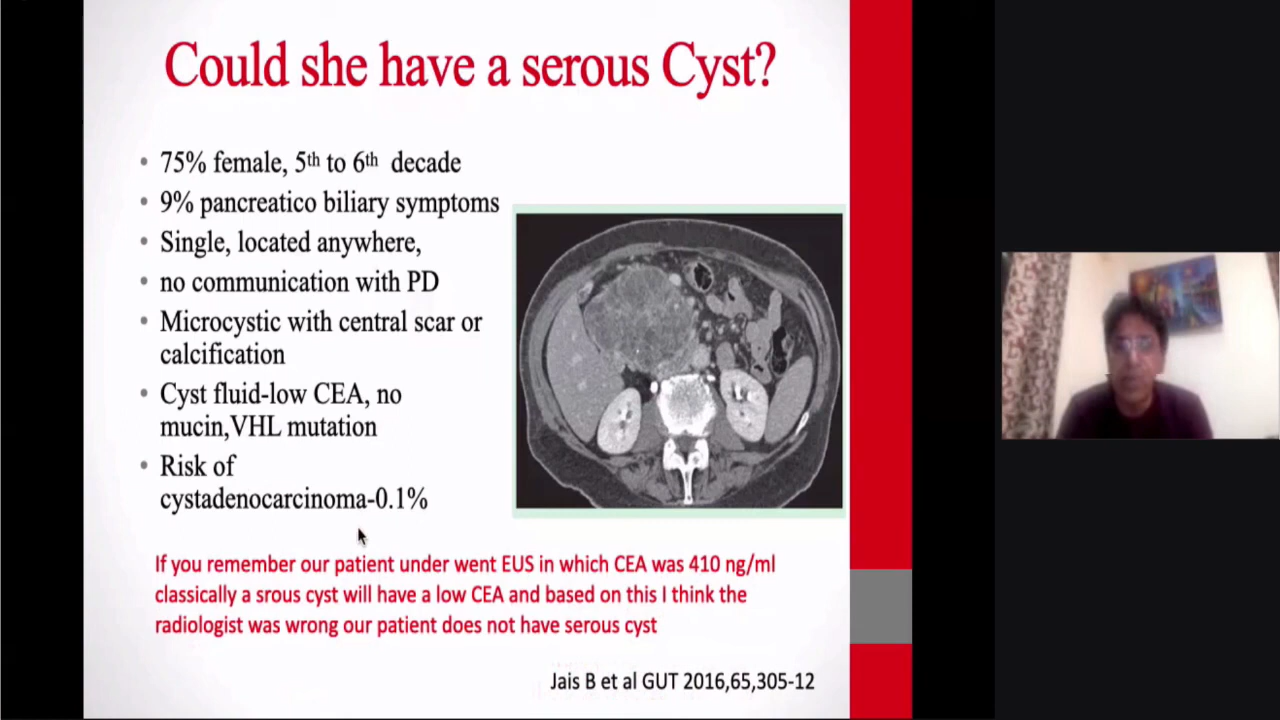 Could she have a serous Cyst?
• 75% female, 5th to 6th decade
• 9% pancreatico biliary symptoms
• Single, located anywhere,
• no communication with PD
• Microcystic with central scar or
calcification
• Cyst fluid-low CEA, no
mucin,VHL mutation
• Risk of
cystadenocarcinoma-0.1%
If you remember our patient under went EUS in which CEA was 410 ng/ml
classically a srous cyst will have a low CEA and based on this I think the
radiologist was wrong our patient does not have serous cyst
Jais B et al GUT 2016,65,305-12